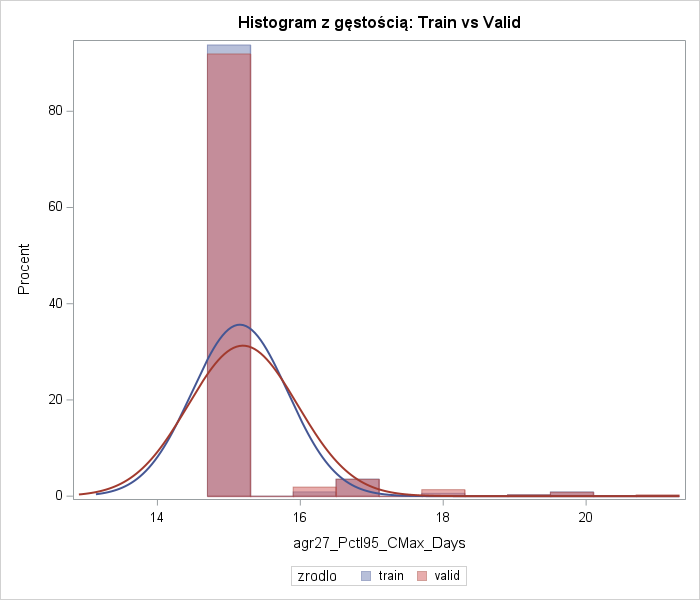 Histogram z gęstością: Train vs Valid
80
60
40
20
0
Procent
14 16 18 20
agr27_Pctl95_CMax_Days
zrodlo train valid